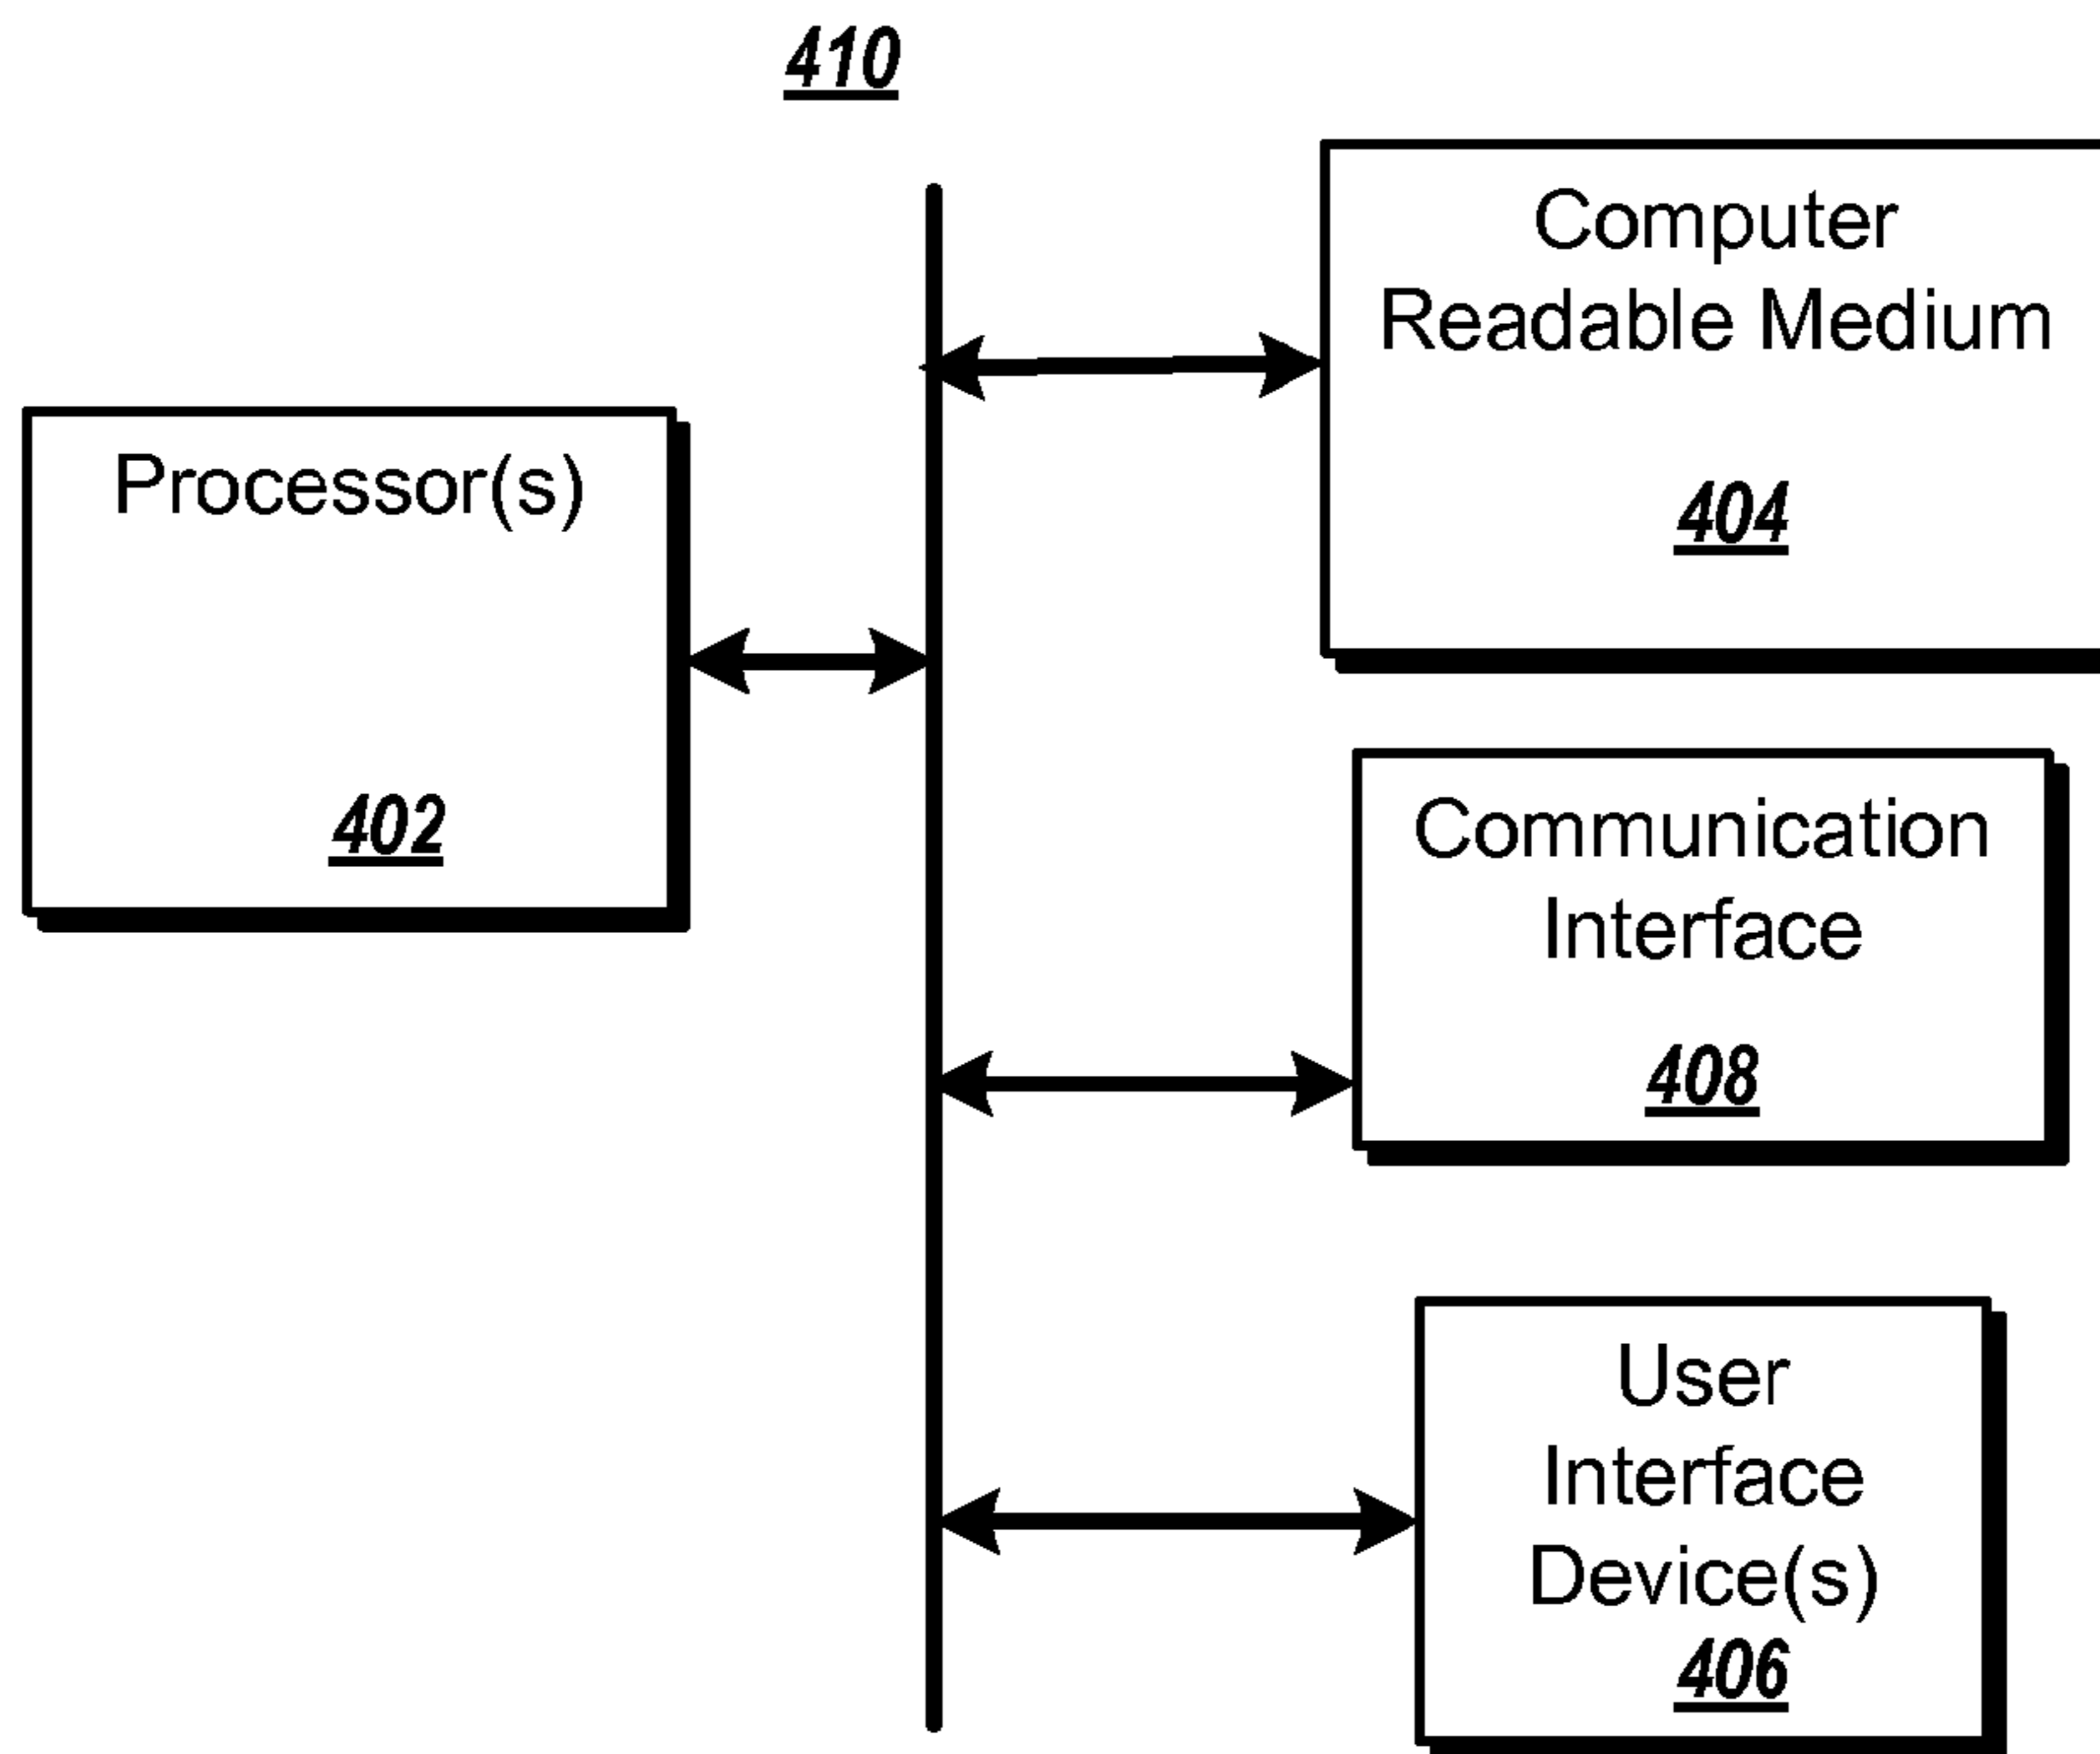 410
Computer
Readable Medium
404
Processor(s)
402
Communication
Interface
408
User
Interface
Device(s)
406